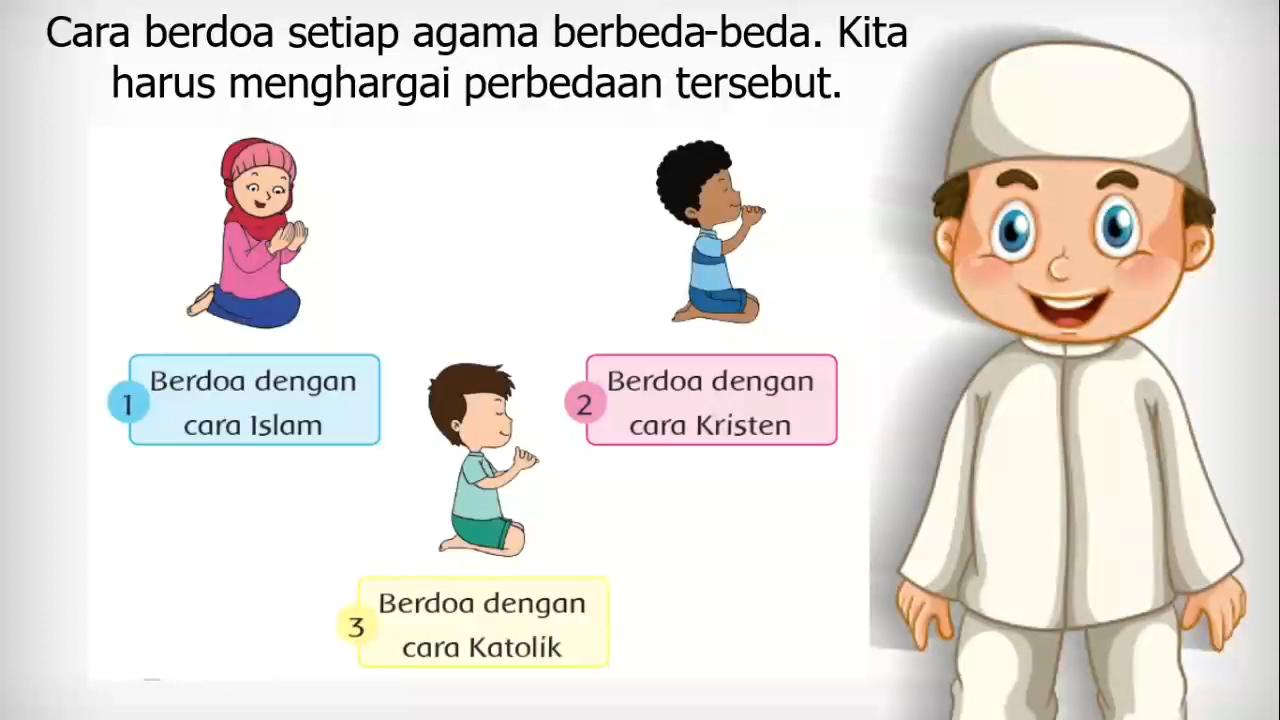 Cara berdoa setiap agama berbeda-beda. Kita
harus menghargai perbedaan tersebut.
1
Berdoa dengan
cara Islam
2
Berdoa dengan
cara Kristen
3
Berdoa dengan
cara Katolik